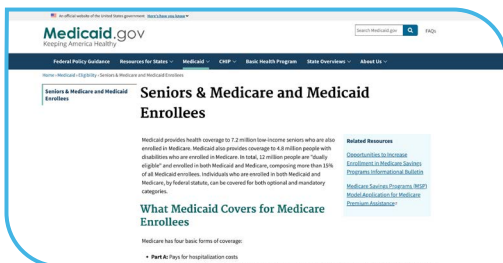 An official website of the United States government Here's how you know
Medicaid.gov
Keeping America Healthy
Search Medicaid.gov
FAQs
Federal Policy Guidance Resources for States Medicaid CHIP Basic Health Program State Overviews About Us
Home › Medicaid › Eligibility › Seniors & Medicare and Medicaid Enrollees
Seniors & Medicare and Medicaid
Enrollees
Seniors & Medicare and Medicaid
Enrollees
Medicaid provides health coverage to 7.2 million low-income seniors who are also
enrolled in Medicare. Medicaid also provides coverage to 4.8 million people with
disabilities who are enrolled in Medicare. In total, 12 million people are "dually
eligible" and enrolled in both Medicaid and Medicare, composing more than 15%
of all Medicaid enrollees. Individuals who are enrolled in both Medicaid and
Medicare, by federal statute, can be covered for both optional and mandatory
categories.
Related Resources
Opportunities to Increase
Enrollment in Medicare Savings
Programs Informational Bulletin
Medicare Savings Programs (MSP)
Model Application for Medicare
Premium Assistance
What Medicaid Covers for Medicare
Enrollees
Medicare has four basic forms of coverage:
• Part A: Pays for hospitalization costs